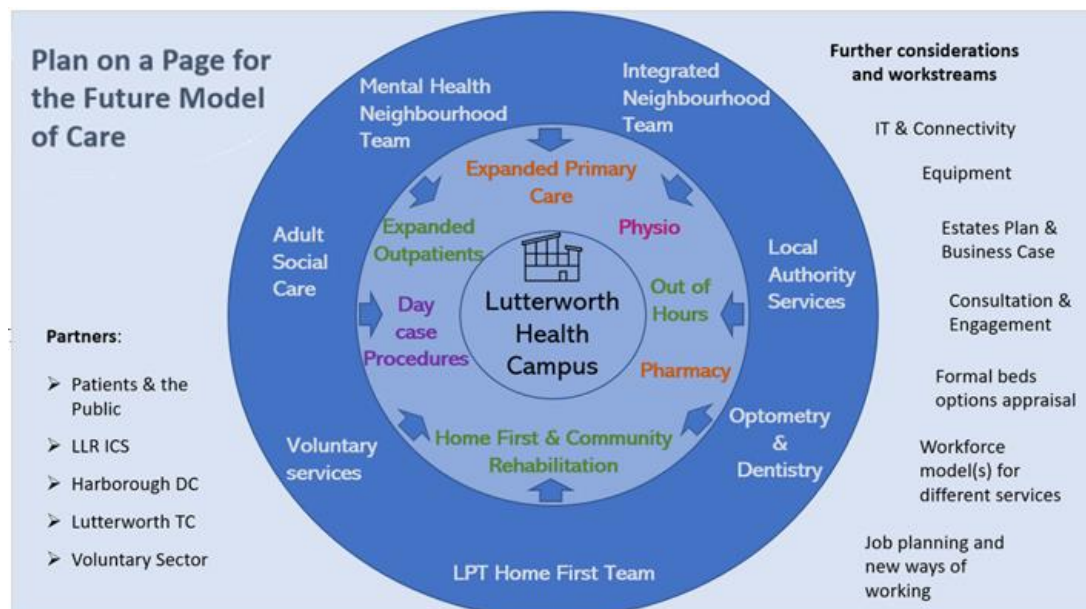 Plan on a Page for
the Future Model
of Care
Mental Health
Neighbourhood
Team
Integrated
Neighbourhood
Team
Adult
Social
Care
Local
Authority
Services
Voluntary
services
Optometry
&
Dentistry
LPT Home First Team
Expanded Primary
Care
Expanded
Outpatients
Physio
Day
case
Procedures
Out of
Hours
Pharmacy
Home First & Community
Rehabilitation
Lutterworth
Health
Campus
Partners:
➢ Patients & the
Public
➢ LLR ICS
➢ Harborough DC
➢ Lutterworth TC
➢ Voluntary Sector
Further considerations
and workstreams
IT & Connectivity
Equipment
Estates Plan &
Business Case
Consultation &
Engagement
Formal beds
options appraisal
Workforce
model(s) for
different services
Job planning and
new ways of
working